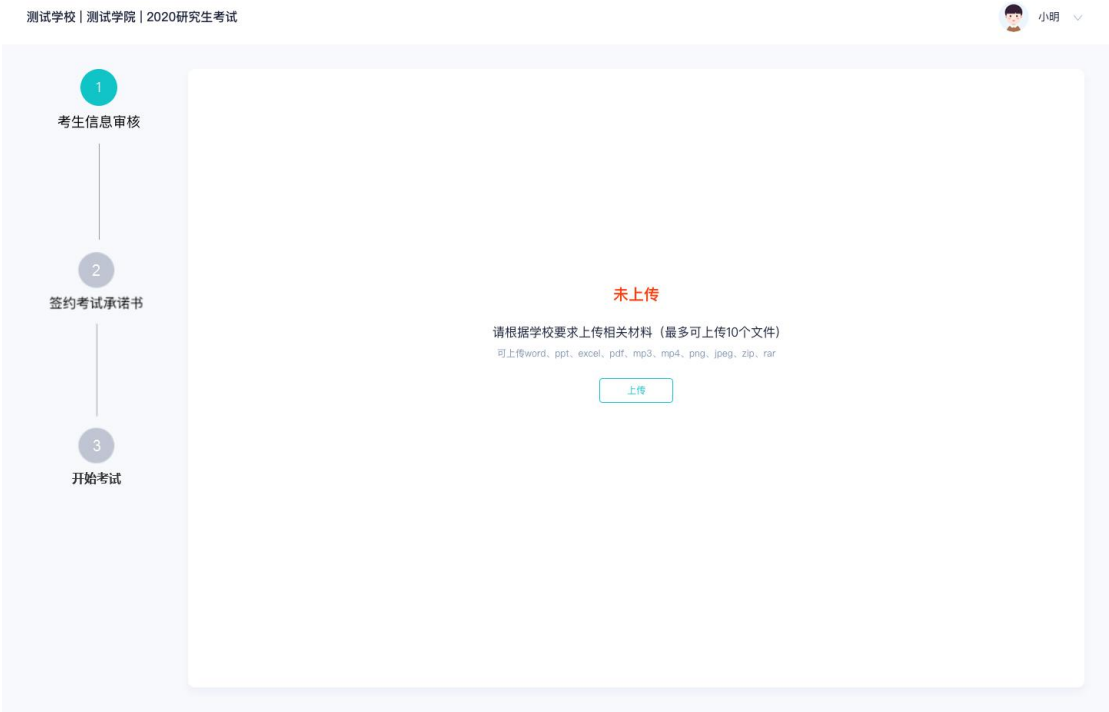 测试学校 | 测试学院 | 2020研究生考试
小明
1
考生信息审核
2
签约考试承诺书
3
开始考试
未上传
请根据学校要求上传相关材料（最多可上传10个文件）
可上传word、ppt、excel、pdf、mp3、mp4、png、jpeg、zip、rar
上传